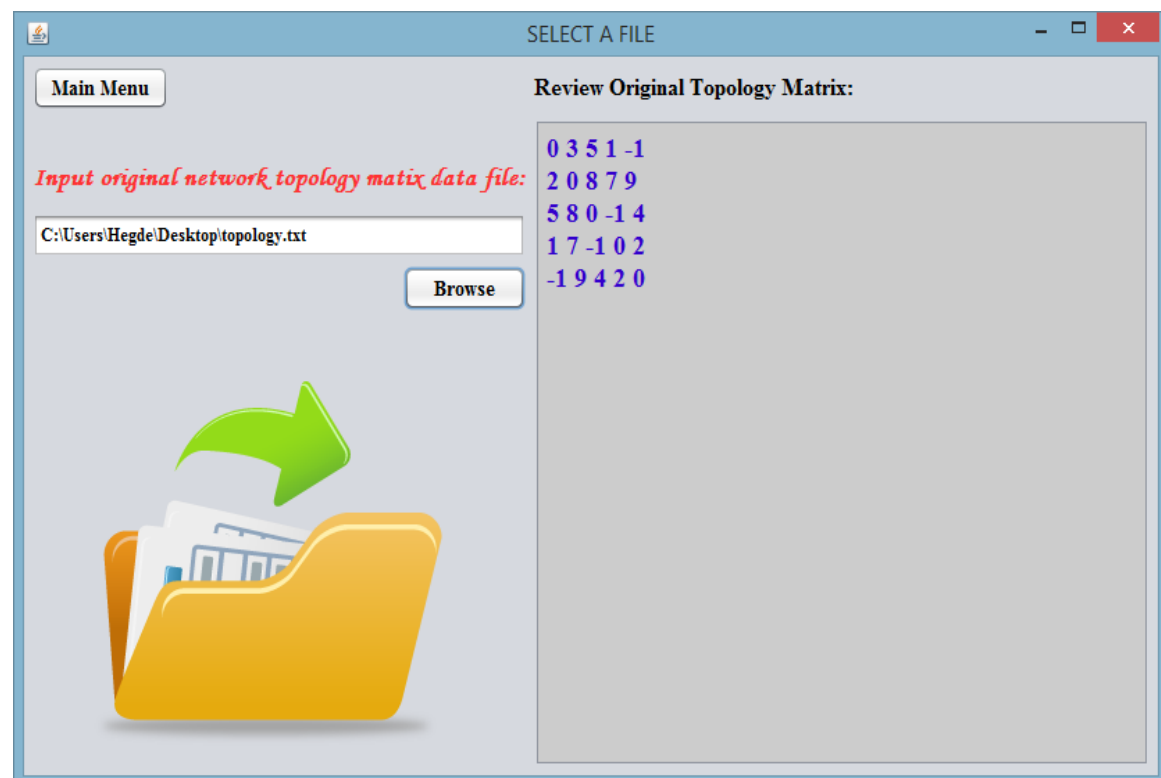 SELECT A FILE
Main Menu
Input original network topology matix data file:
C:\Users\Hegde\Desktop\topology.txt
Browse
Review Original Topology Matrix:
0 3 5 1 -1
2 0 8 7 9
5 8 0 -1 4
1 7 -1 0 2
-1 9 4 2 0